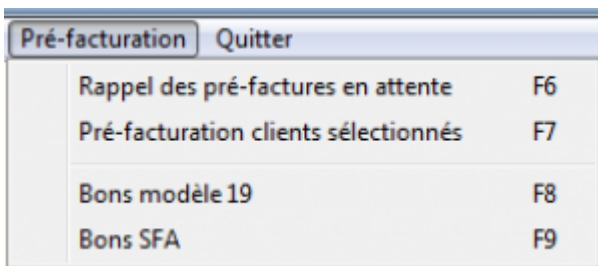 Pré-facturation Quitter
Rappel des pré-factures en attente F6
Pré-facturation clients sélectionnés F7
Bons modèle 19 F8
Bons SFA F9